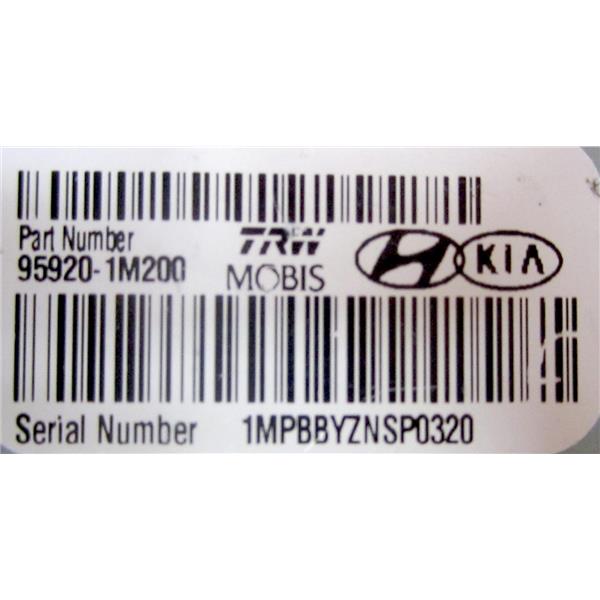 Part Number
95920-1M200
TRW
MOBIS
KIA
Serial Number 1MPBBYZNSP0320